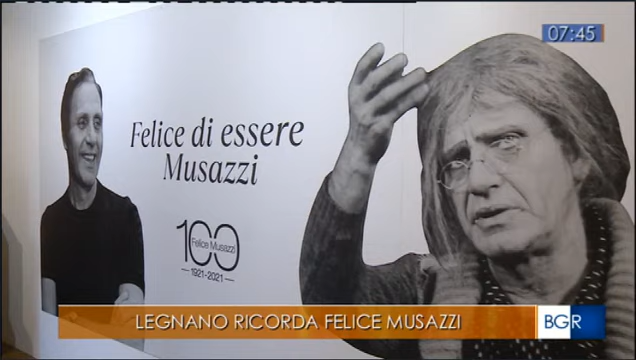 07:45
Felice di essere
Musazzi
100
Felice Musazzi
1921-2021
LEGNANO RICORDA FELICE MUSAZZI
BGR